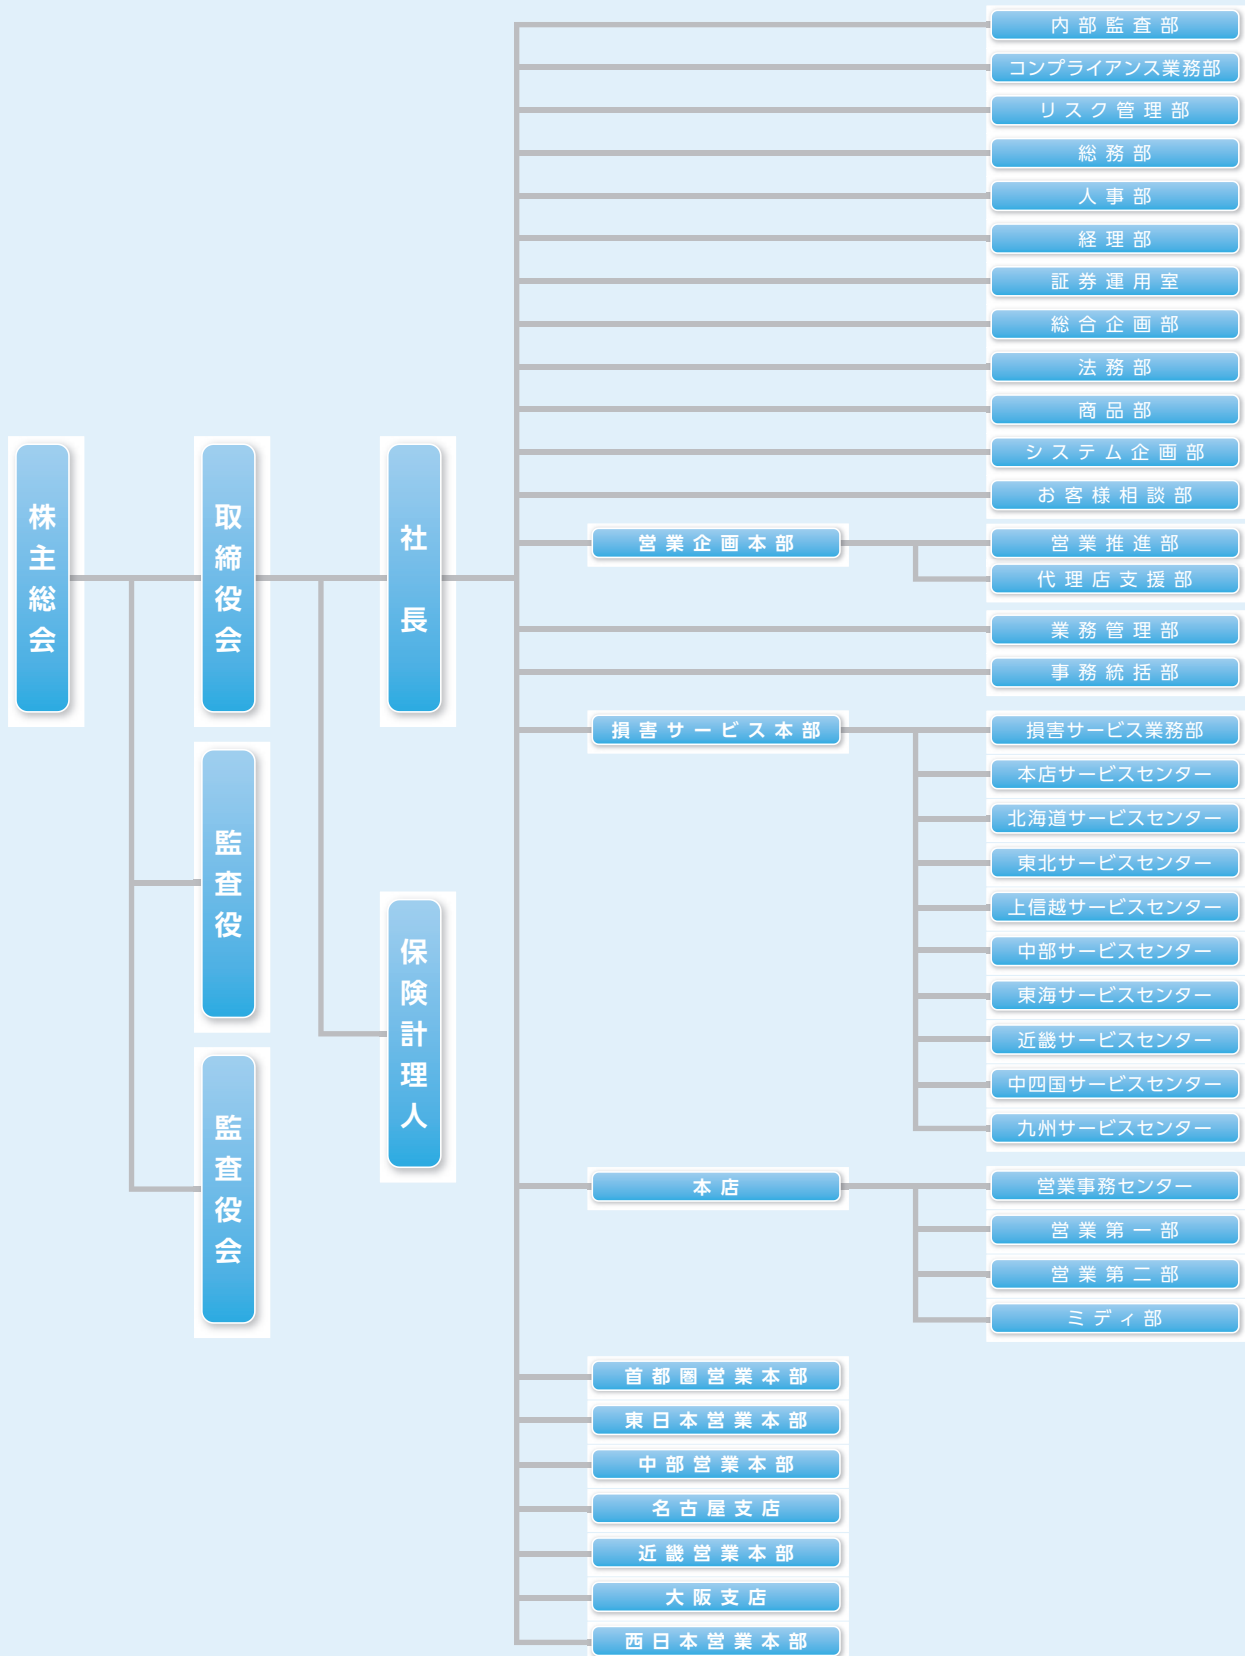 株主総会
取締役会
監査役
監査役会
社長
保険計理人
内部監査部
コンプライアンス業務部
リスク管理部
総務部
人事部
経理部
証券運用室
総合企画部
法務部
商品部
システム企画部
お客様相談部
営業企画本部
営業推進部
代理店支援部
業務管理部
事務統括部
損害サービス本部
損害サービス業務部
本店サービスセンター
北海道サービスセンター
東北サービスセンター
上信越サービスセンター
中部サービスセンター
東海サービスセンター
近畿サービスセンター
中四国サービスセンター
九州サービスセンター
本店
営業事務センター
営業第一部
営業第二部
ミディ部
首都圏営業本部
東日本営業本部
中部営業本部
名古屋支店
近畿営業本部
大阪支店
西日本営業本部